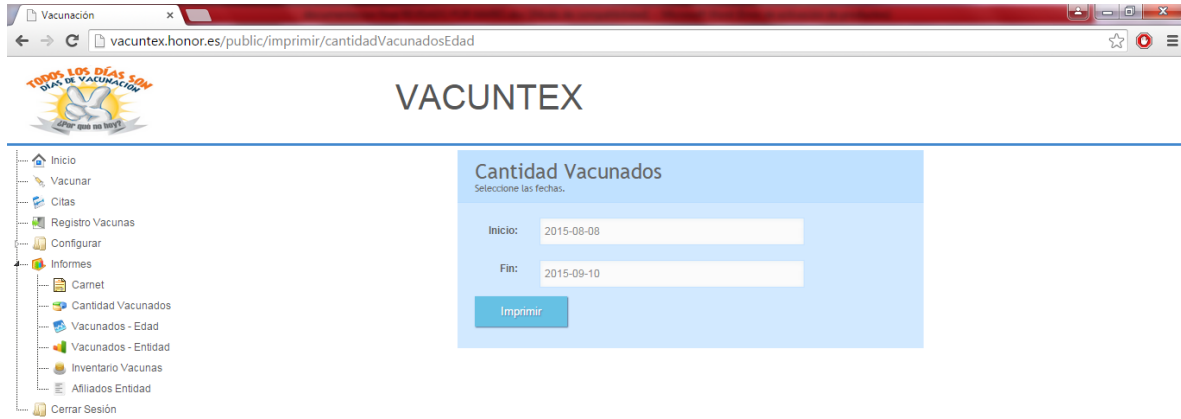 Vacunación
vacuntex.honor.es/public/imprimir/cantidadVacunadosEdad
TODOS LOS DÍAS SON
DÍAS DE VACUNACIÓN
¿Por que no hoy?
VACUNTEX
Inicio
Vacunar
Citas
Registro Vacunas
Configurar
Informes
Carnet
Cantidad Vacunados
Vacunados - Edad
Vacunados - Entidad
Inventario Vacunas
Afiliados Entidad
Cerrar Sesión
Cantidad Vacunados
Seleccione las fechas.
Inicio: 2015-08-08
Fin: 2015-09-10
Imprimir